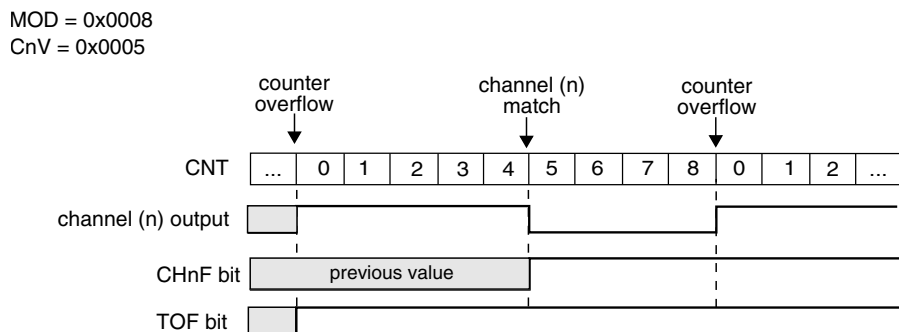 MOD = 0x0008
CnV = 0x0005
counter
overflow
channel (n)
match
counter
overflow
CNT ... 0 1 2 3 4 5 6 7 8 0 1 2 ...
channel (n) output
CHnF bit previous value
TOF bit